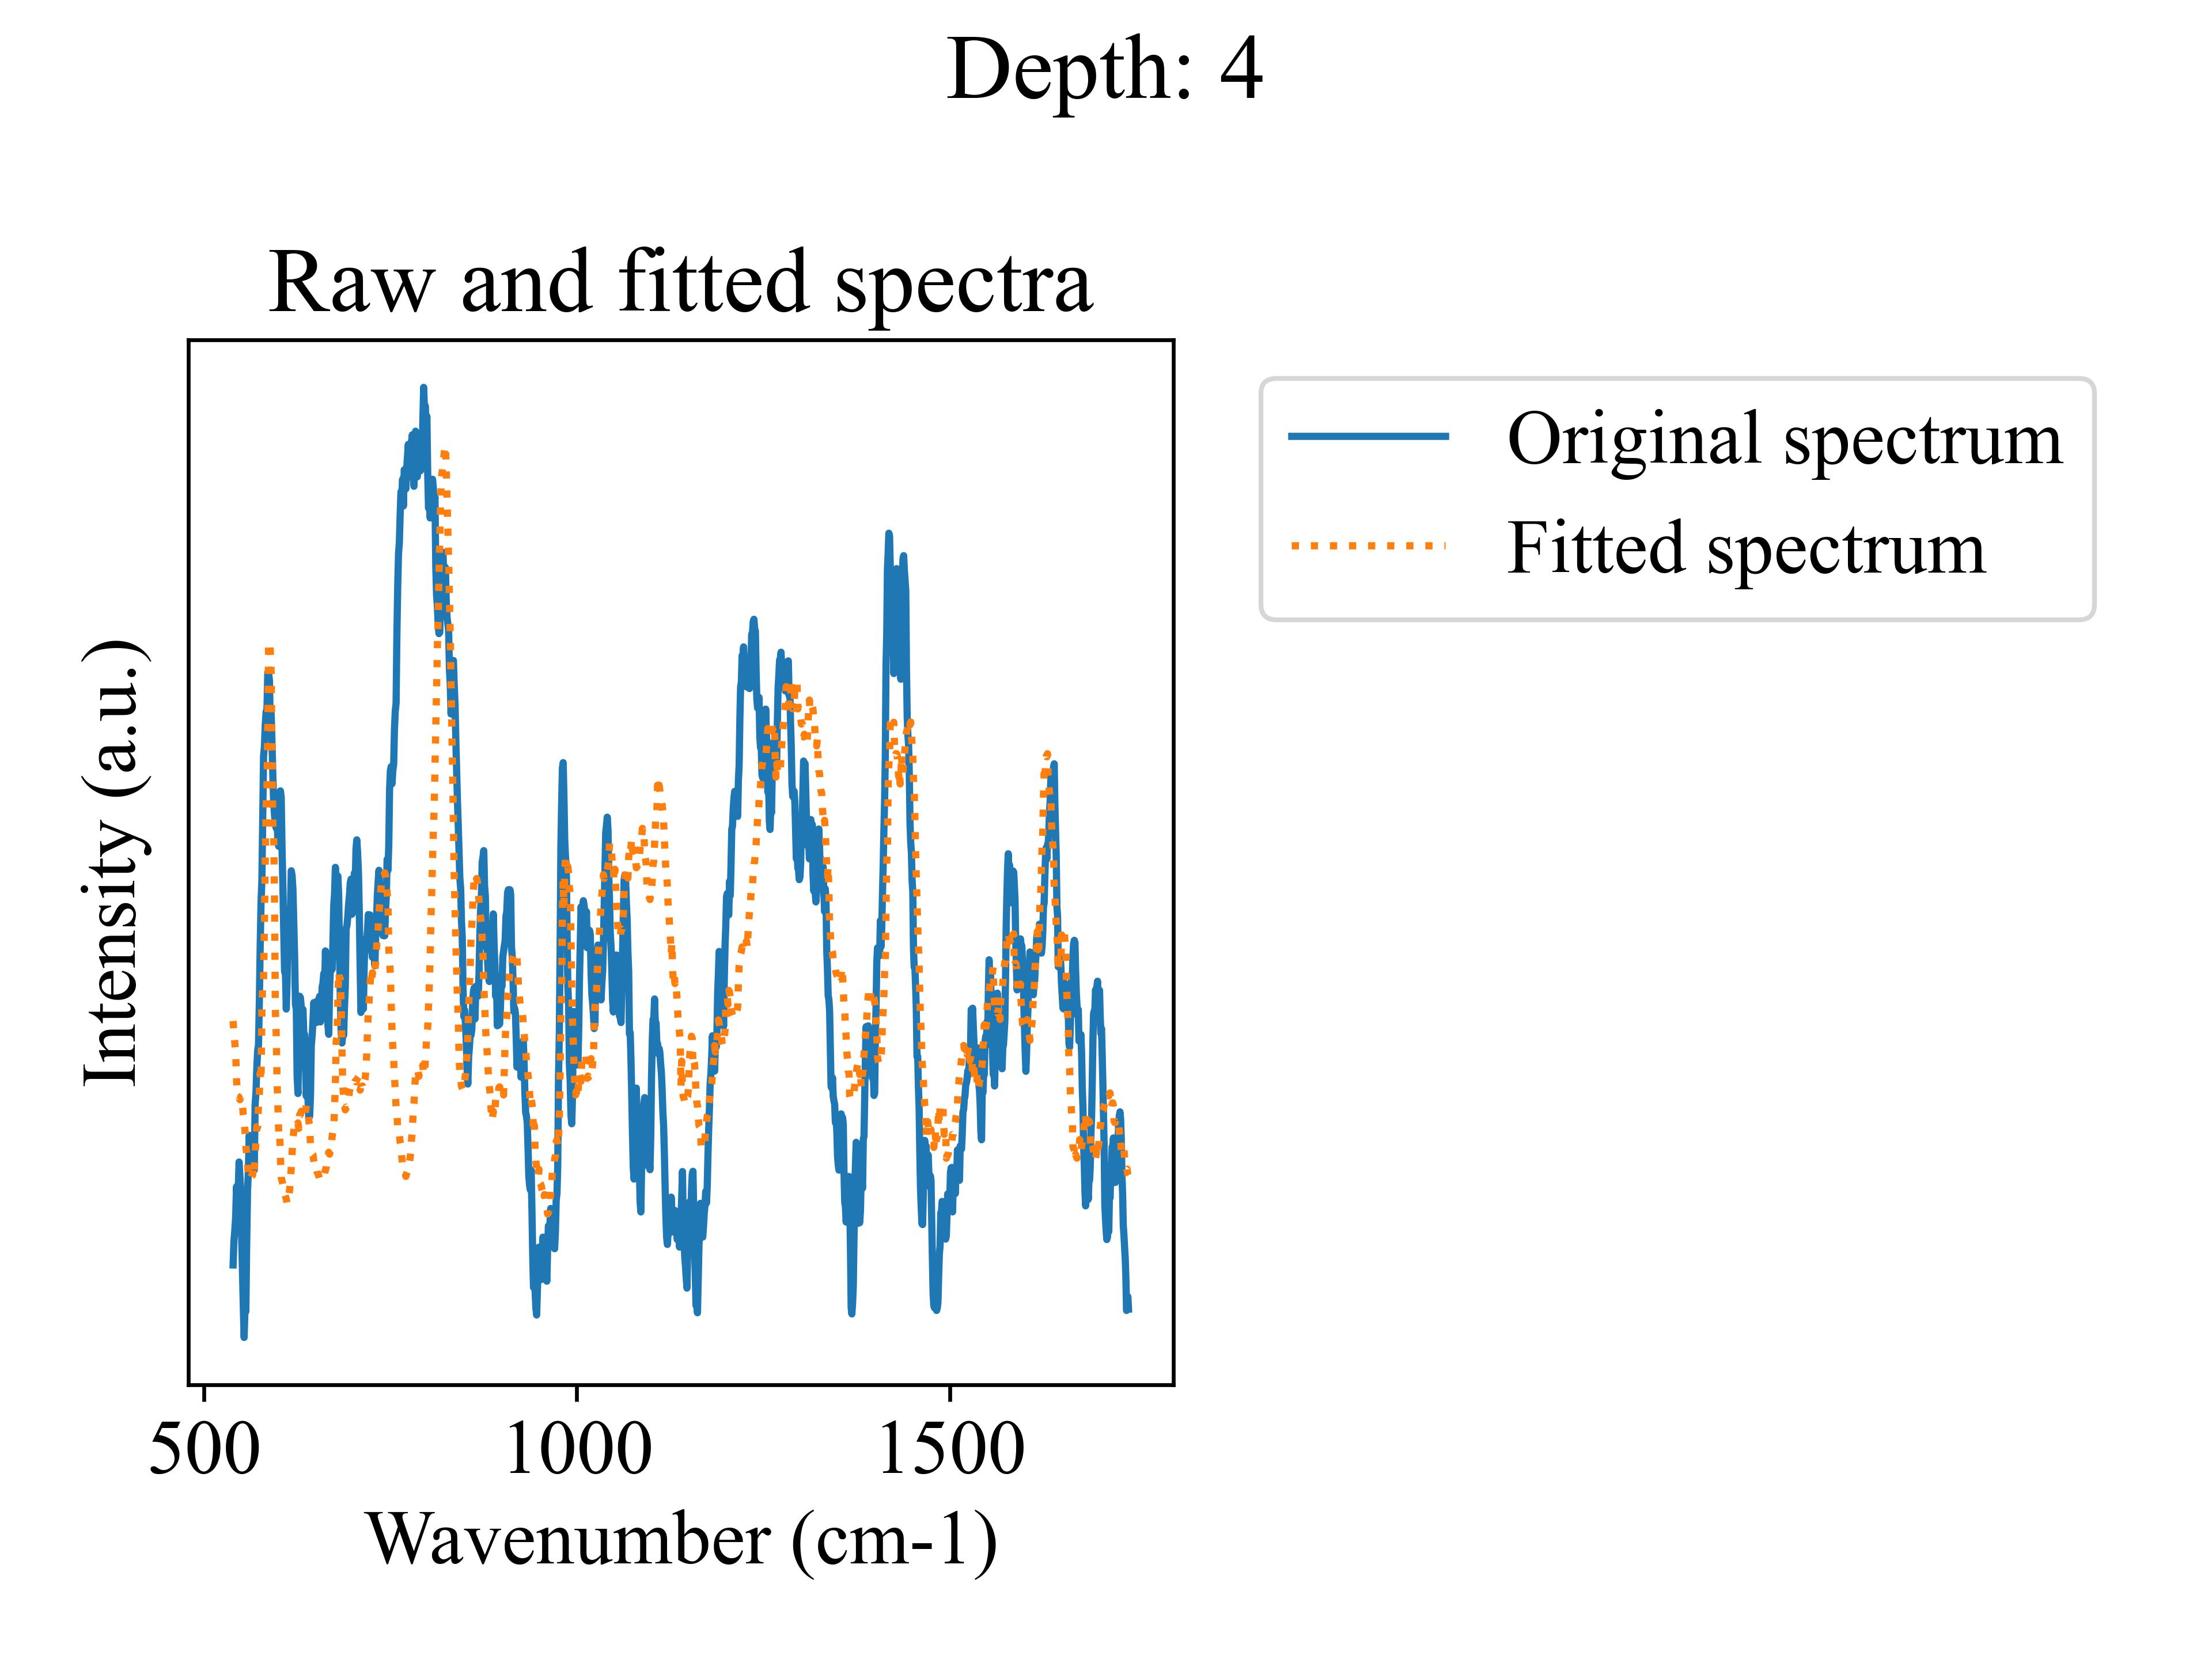 Depth: 4
Raw and fitted spectra
Original spectrum
Fitted spectrum
Intensity (a.u.)
500
1000
1500
Wavenumber (cm-1)